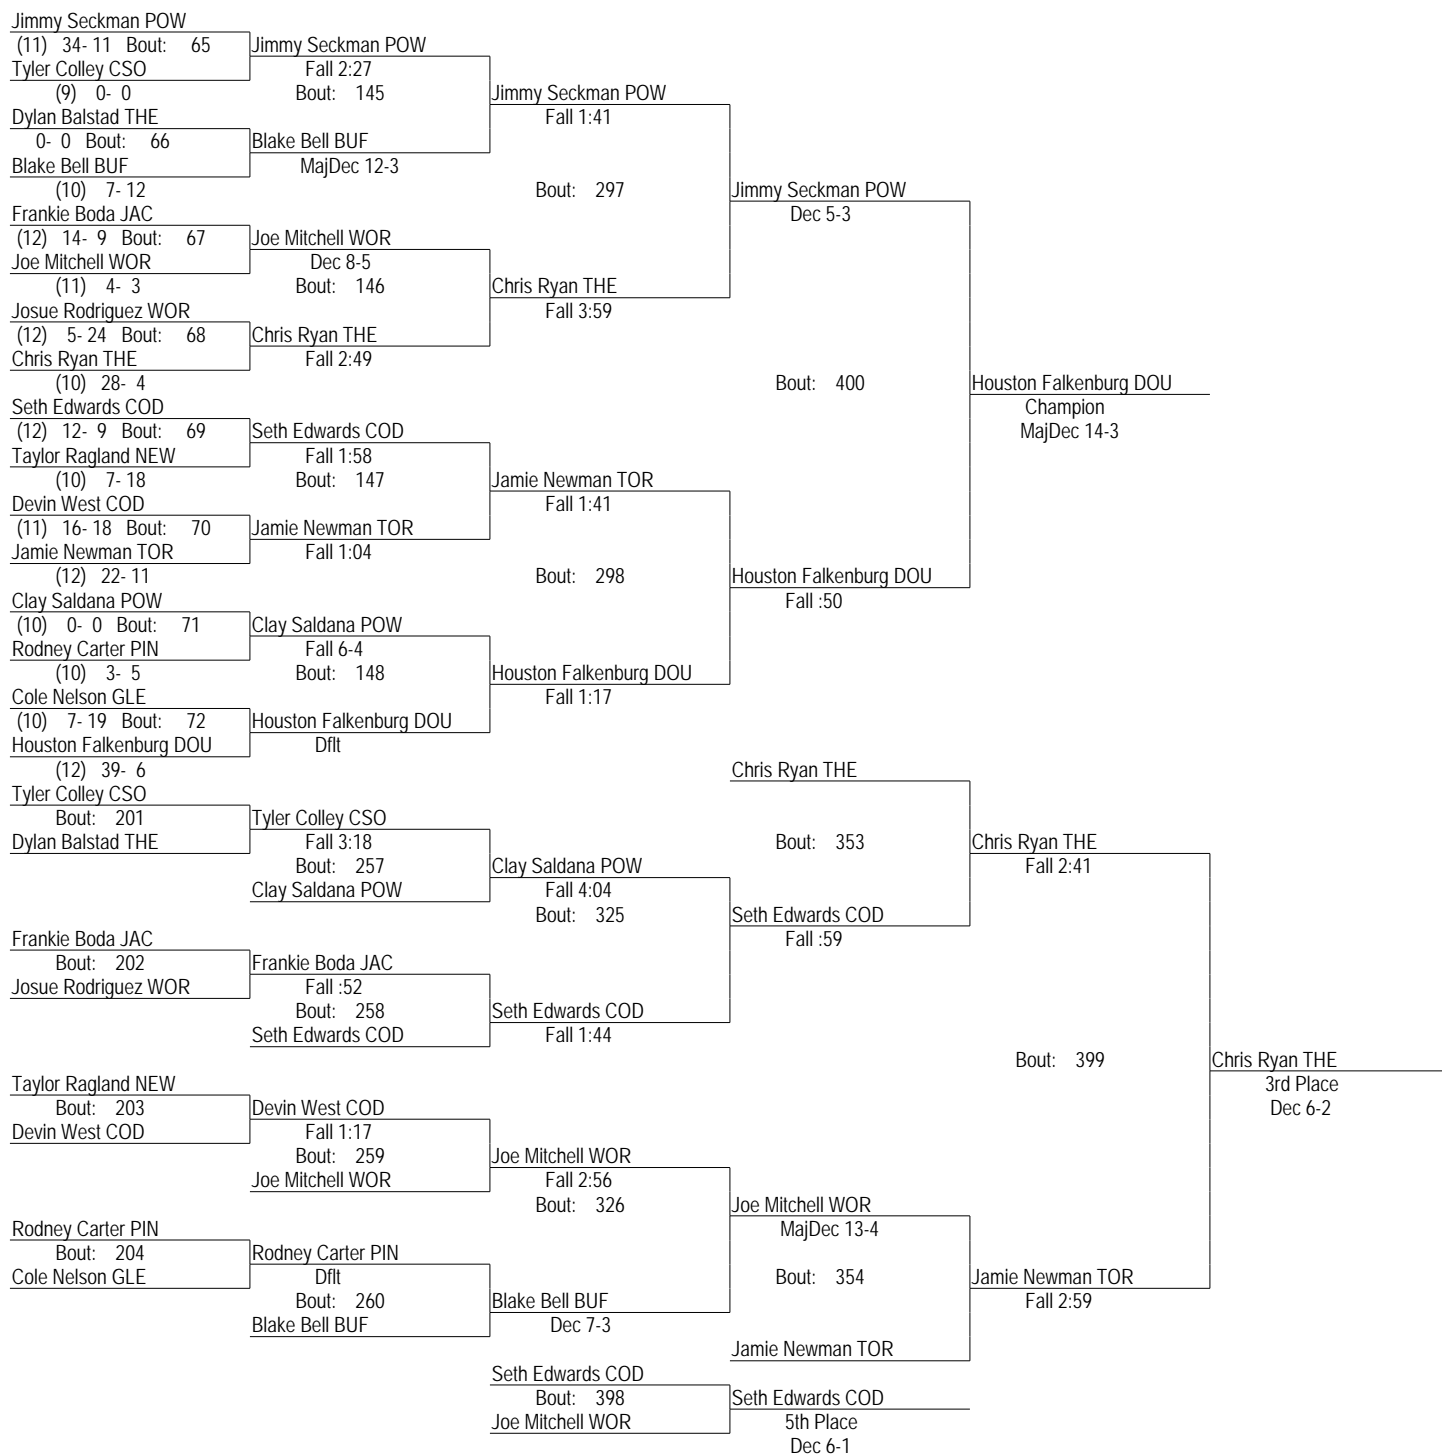 Jimmy Seckman POW
(11) 34- 11 Bout: 65
Jimmy Seckman POW
Tyler Colley CSO
Fall 2:27
(9) 0- 0
Bout: 145
Jimmy Seckman POW
Dylan Balstad THE
Fall 1:41
0- 0 Bout: 66
Blake Bell BUF
Blake Bell BUF
MajDec 12-3
(10) 7- 12
Bout: 297
Jimmy Seckman POW
Frankie Boda JAC
Dec 5-3
(12) 14- 9 Bout: 67
Joe Mitchell WOR
Joe Mitchell WOR
Dec 8-5
(11) 4- 3
Bout: 146
Chris Ryan THE
Josue Rodriguez WOR
Fall 3:59
(12) 5- 24 Bout: 68
Chris Ryan THE
Chris Ryan THE
Fall 2:49
(10) 28- 4
Bout: 400
Houston Falkenburg DOU
Seth Edwards COD
Champion
(12) 12- 9 Bout: 69
Seth Edwards COD
MajDec 14-3
Taylor Ragland NEW
Fall 1:58
(10) 7- 18
Bout: 147
Jamie Newman TOR
Devin West COD
Fall 1:41
(11) 16- 18 Bout: 70
Jamie Newman TOR
Jamie Newman TOR
Fall 1:04
(12) 22- 11
Bout: 298
Houston Falkenburg DOU
Clay Saldana POW
Fall :50
(10) 0- 0 Bout: 71
Clay Saldana POW
Rodney Carter PIN
Fall 6-4
(10) 3- 5
Bout: 148
Houston Falkenburg DOU
Cole Nelson GLE
Fall 1:17
(10) 7- 19 Bout: 72
Houston Falkenburg DOU
Houston Falkenburg DOU
Dflt
(12) 39- 6
Chris Ryan THE
Tyler Colley CSO
Bout: 201
Tyler Colley CSO
Dylan Balstad THE
Fall 3:18
Bout: 353
Chris Ryan THE
Bout: 257
Clay Saldana POW
Fall 2:41
Clay Saldana POW
Fall 4:04
Bout: 325
Seth Edwards COD
Frankie Boda JAC
Fall :59
Bout: 202
Frankie Boda JAC
Josue Rodriguez WOR
Fall :52
Bout: 258
Seth Edwards COD
Seth Edwards COD
Fall 1:44
Bout: 399
Chris Ryan THE
Taylor Ragland NEW
3rd Place
Bout: 203
Devin West COD
Dec 6-2
Devin West COD
Fall 1:17
Bout: 259
Joe Mitchell WOR
Joe Mitchell WOR
Fall 2:56
Bout: 326
Joe Mitchell WOR
Rodney Carter PIN
MajDec 13-4
Bout: 204
Rodney Carter PIN
Cole Nelson GLE
Dflt
Bout: 354
Jamie Newman TOR
Bout: 260
Blake Bell BUF
Fall 2:59
Blake Bell BUF
Dec 7-3
Jamie Newman TOR
Seth Edwards COD
Bout: 398
Seth Edwards COD
Joe Mitchell WOR
5th Place
Dec 6-1